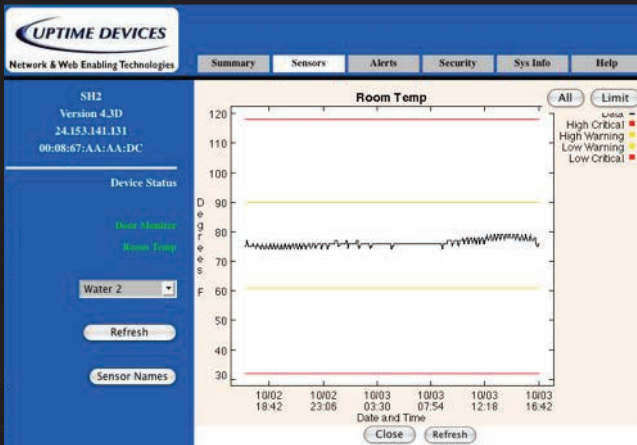 UPTIME DEVICES
Network & Web Enabling Technologies
Summary
Sensors
Alerts
Security
Sys Info
Help
SH2
Version 4.3D
24.153.141.131
00:08:67:AA:AA:DC
Device Status
Door Monitor
Room Temp
Water 2
Refresh
Sensor Names
Room Temp
All
Limit
Data
High Critical
High Warning
Low Warning
Low Critical
Degrees F
120
110
100
90
80
70
60
50
40
30
10/02 18:42
10/02 23:06
10/03 03:30
10/03 07:54
10/03 12:18
10/03 16:42
Date and Time
Close
Refresh